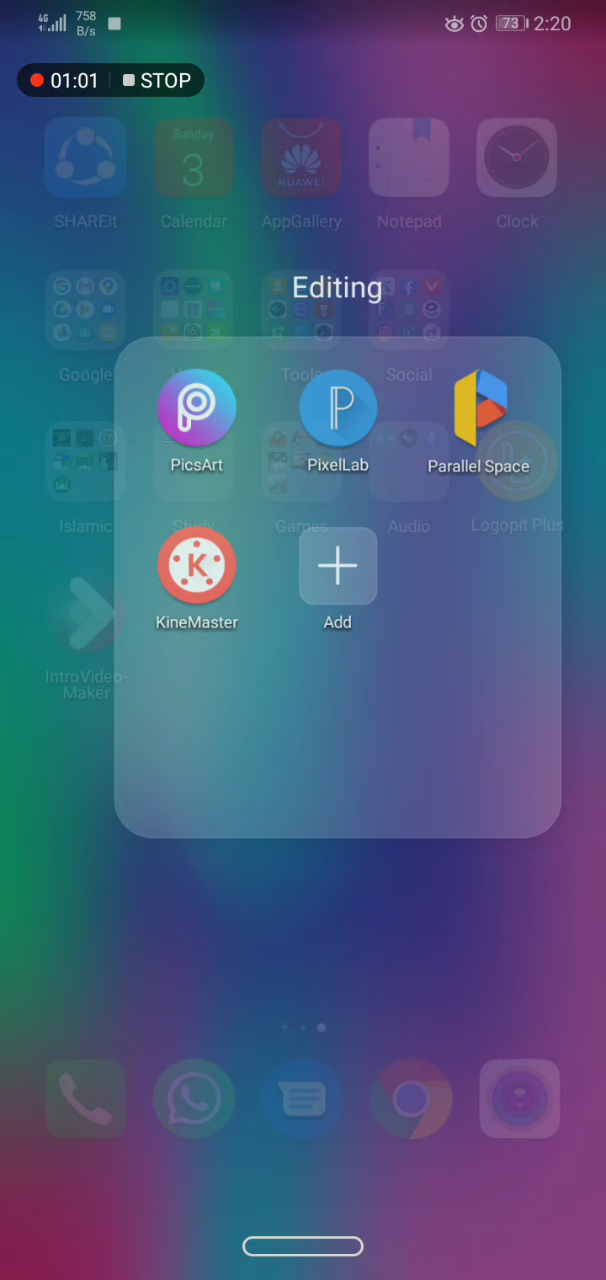 4G 758 B/s 73 2:20
01:01 STOP
Sunday
3
HUAWEI
SHAREit Calendar AppGallery Notepad Clock
Editing
Google Tools Social
PicsArt PixelLab Parallel Space
Islamic Study Games Audio Logopit Plus
KineMaster Add
IntroVideo-
Maker